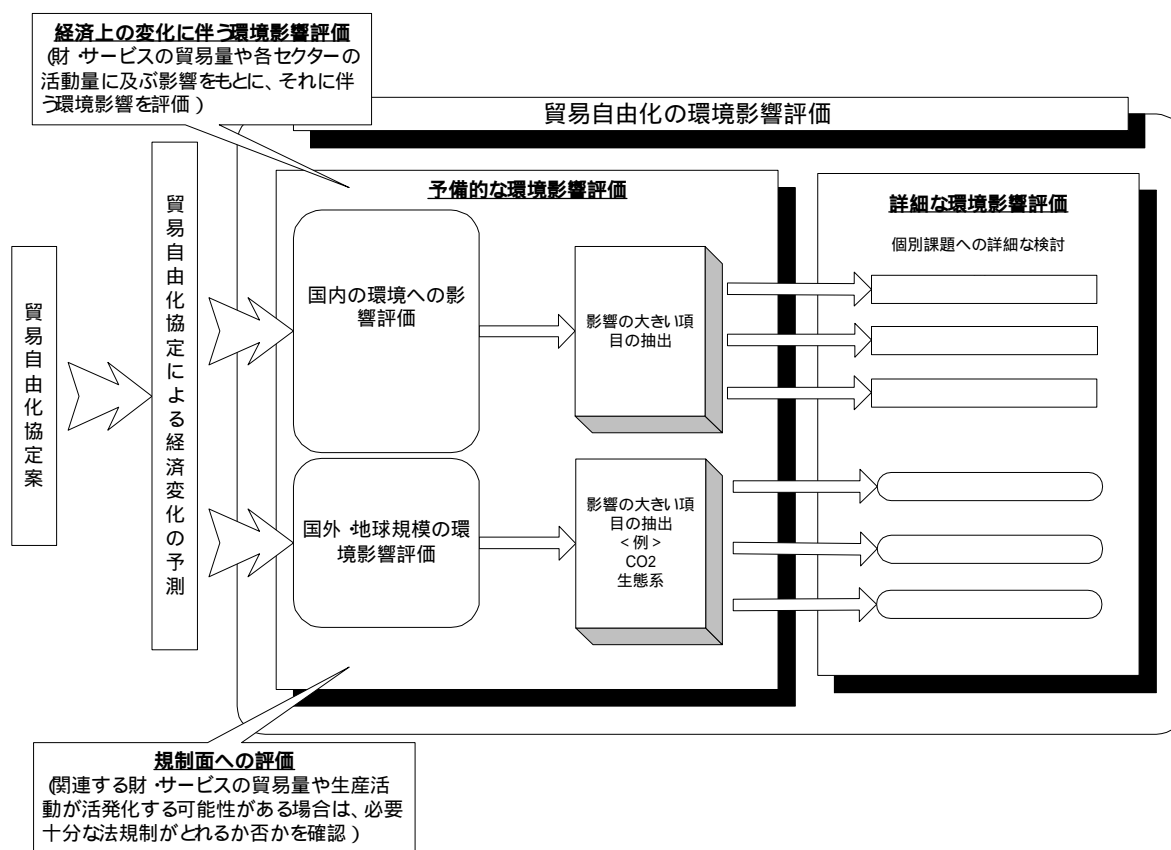 経済上の変化に伴う環境影響評価
(財・サービスの貿易量や各セクターの
活動量に及ぶ影響をもとに、それに伴
う環境影響を評価)
貿易自由化の環境影響評価
貿易自由化協定案
貿易自由化協定による経済変化の予測
予備的な環境影響評価
国内の環境への影
響評価
影響の大きい項
目の抽出
国外・地球規模の環
境影響評価
影響の大きい項
目の抽出
<例>
CO2
生態系
詳細な環境影響評価
個別課題への詳細な検討
規制面への評価
(関連する財・サービスの貿易量や生産活
動が活発化する可能性がある場合は、必要
十分な法規制がとれるか否かを確認)